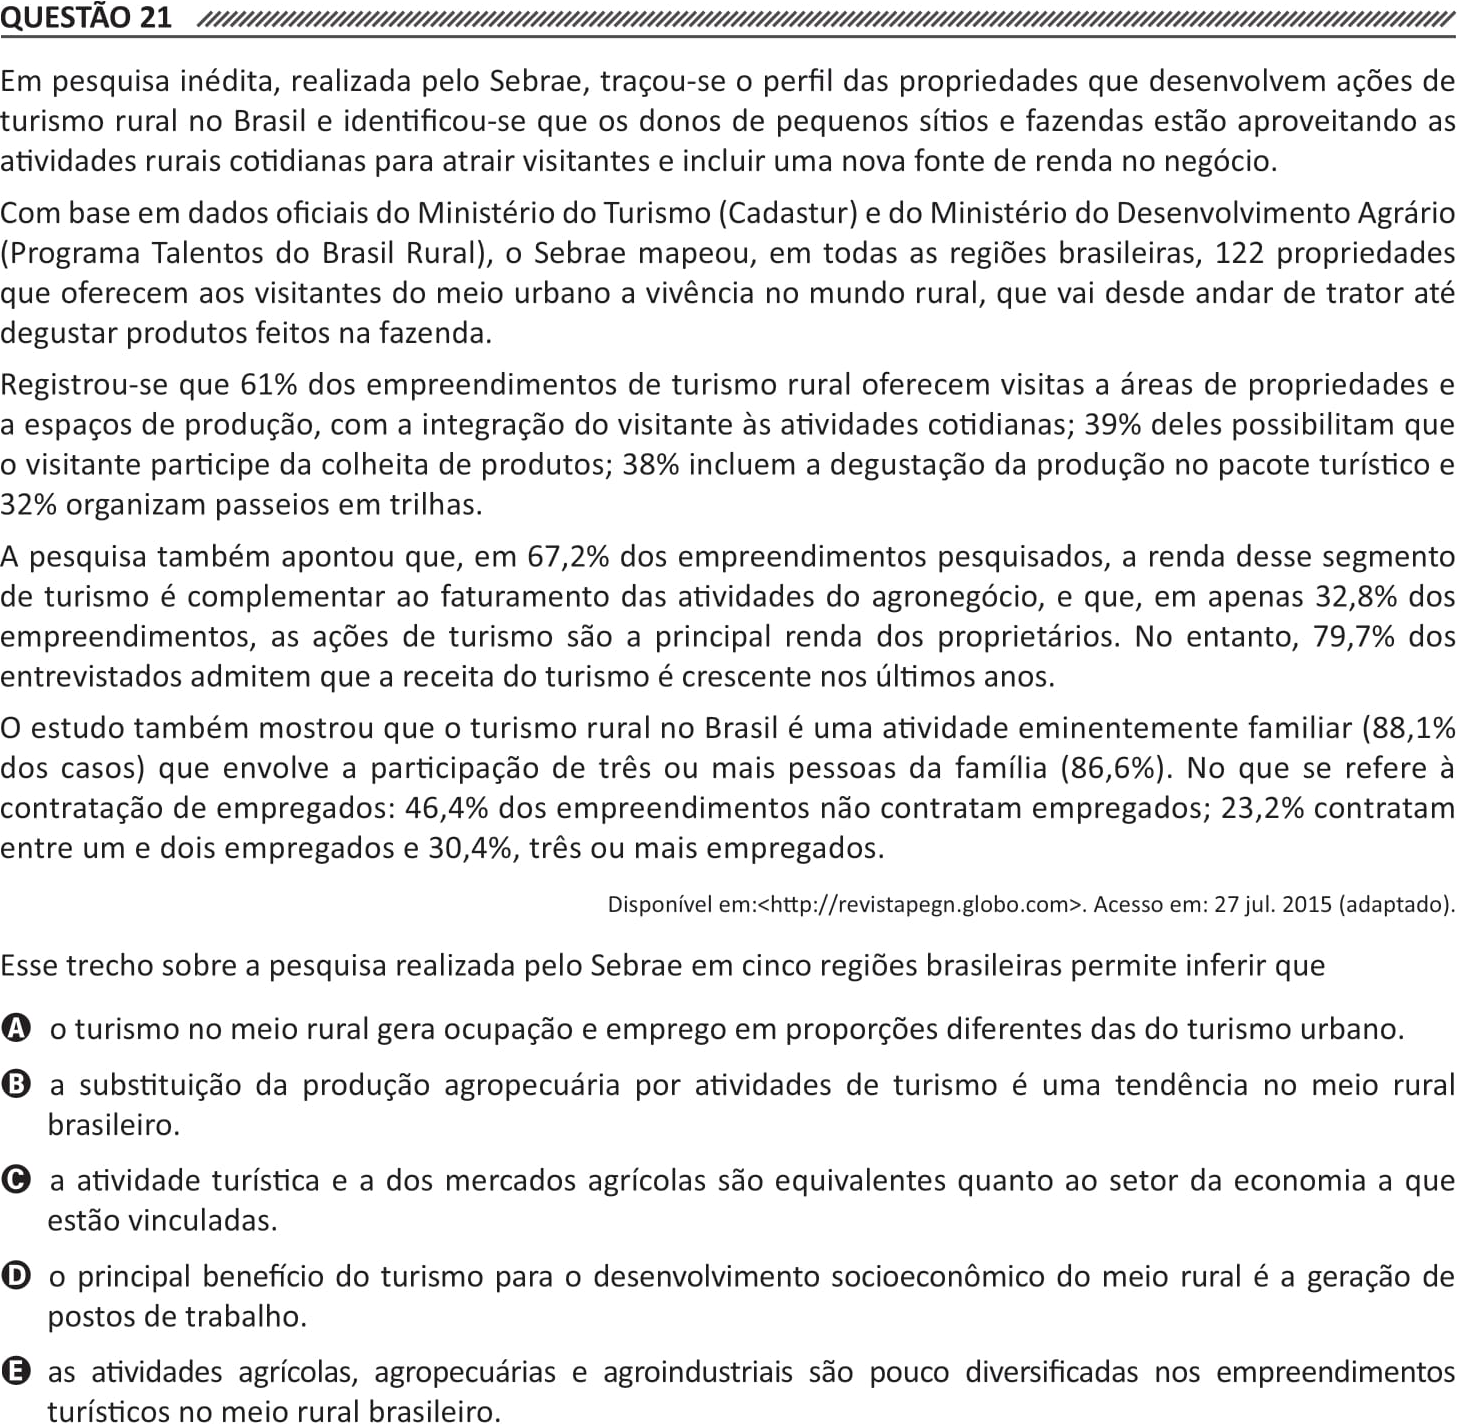 QUESTÃO 21
Em pesquisa inédita, realizada pelo Sebrae, traçou-se o perfil das propriedades que desenvolvem ações de
turismo rural no Brasil e identificou-se que os donos de pequenos sítios e fazendas estão aproveitando as
atividades rurais cotidianas para atrair visitantes e incluir uma nova fonte de renda no negócio.
Com base em dados oficiais do Ministério do Turismo (Cadastur) e do Ministério do Desenvolvimento Agrário
(Programa Talentos do Brasil Rural), o Sebrae mapeou, em todas as regiões brasileiras, 122 propriedades
que oferecem aos visitantes do meio urbano a vivência no mundo rural, que vai desde andar de trator até
degustar produtos feitos na fazenda.
Registrou-se que 61% dos empreendimentos de turismo rural oferecem visitas a áreas de propriedades e
a espaços de produção, com a integração do visitante às atividades cotidianas; 39% deles possibilitam que
o visitante participe da colheita de produtos; 38% incluem a degustação da produção no pacote turístico e
32% organizam passeios em trilhas.
A pesquisa também apontou que, em 67,2% dos empreendimentos pesquisados, a renda desse segmento
de turismo é complementar ao faturamento das atividades do agronegócio, e que, em apenas 32,8% dos
empreendimentos, as ações de turismo são a principal renda dos proprietários. No entanto, 79,7% dos
entrevistados admitem que a receita do turismo é crescente nos últimos anos.
O estudo também mostrou que o turismo rural no Brasil é uma atividade eminentemente familiar (88,1%
dos casos) que envolve a participação de três ou mais pessoas da família (86,6%). No que se refere à
contratação de empregados: 46,4% dos empreendimentos não contratam empregados; 23,2% contratam
entre um e dois empregados e 30,4%, três ou mais empregados.
Disponível em:<http://revistapegn.globo.com>. Acesso em: 27 jul. 2015 (adaptado).
Esse trecho sobre a pesquisa realizada pelo Sebrae em cinco regiões brasileiras permite inferir que
A o turismo no meio rural gera ocupação e emprego em proporções diferentes das do turismo urbano.
B a substituição da produção agropecuária por atividades de turismo é uma tendência no meio rural
brasileiro.
C a atividade turística e a dos mercados agrícolas são equivalentes quanto ao setor da economia a que
estão vinculadas.
D o principal benefício do turismo para o desenvolvimento socioeconômico do meio rural é a geração de
postos de trabalho.
E as atividades agrícolas, agropecuárias e agroindustriais são pouco diversificadas nos empreendimentos
turísticos no meio rural brasileiro.